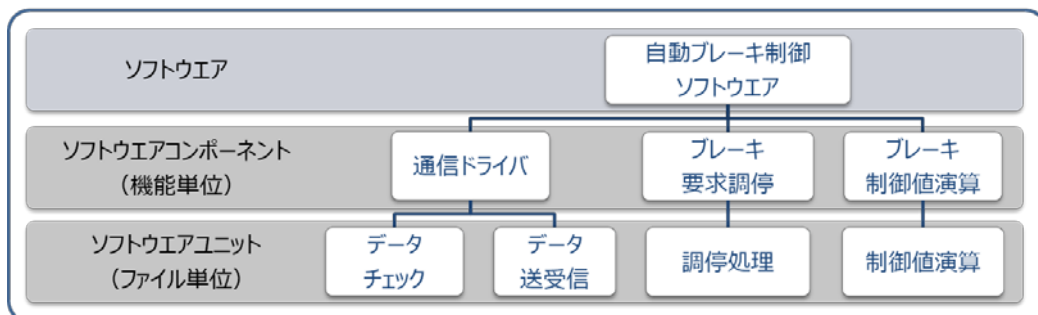 ソフトウエア
自動ブレーキ制御
ソフトウエア
ソフトウエアコンポーネント
（機能単位）
通信ドライバ
ブレーキ
要求調停
ブレーキ
制御値演算
ソフトウエアユニット
（ファイル単位）
データ
チェック
データ
送受信
調停処理
制御値演算